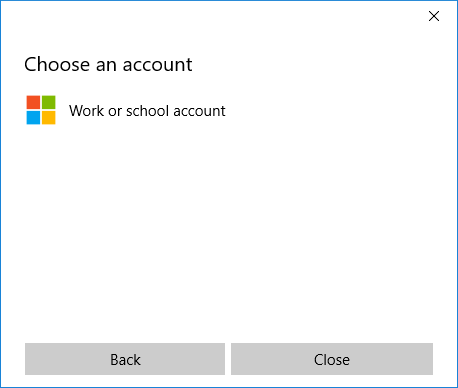 Choose an account
Work or school account
Back
Close